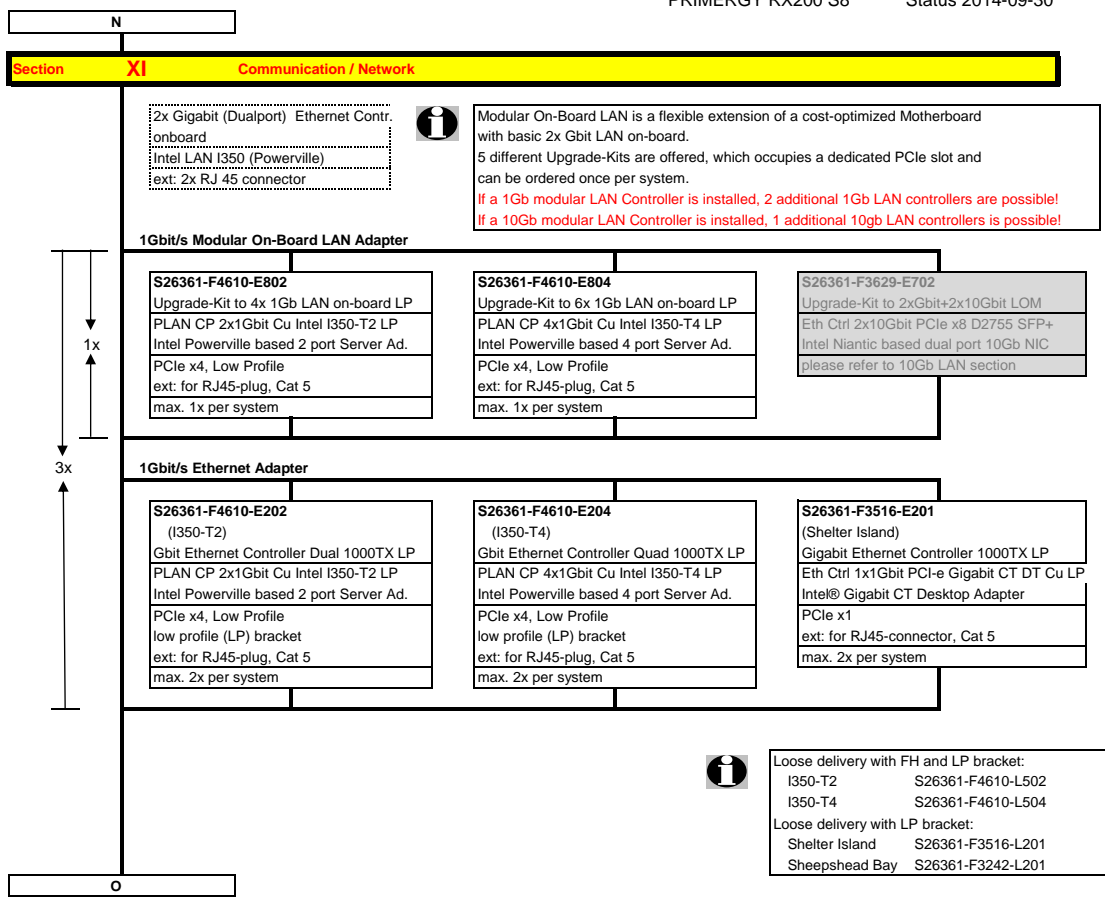 PRIMERGY RX200 S8 Status 2014-09-30
N
Section XI Communication / Network
2x Gigabit (Dualport) Ethernet Contr.
onboard
Intel LAN I350 (Powerville)
ext: 2x RJ 45 connector
Modular On-Board LAN is a flexible extension of a cost-optimized Motherboard
with basic 2x Gbit LAN on-board.
5 different Upgrade-Kits are offered, which occupies a dedicated PCIe slot and
can be ordered once per system.
If a 1Gb modular LAN Controller is installed, 2 additional 1Gb LAN controllers are possible!
If a 10Gb modular LAN Controller is installed, 1 additional 10gb LAN controllers is possible!
1Gbit/s Modular On-Board LAN Adapter
1x
S26361-F4610-E802
Upgrade-Kit to 4x 1Gb LAN on-board LP
PLAN CP 2x1Gbit Cu Intel I350-T2 LP
Intel Powerville based 2 port Server Ad.
PCIe x4, Low Profile
ext: for RJ45-plug, Cat 5
max. 1x per system
S26361-F4610-E804
Upgrade-Kit to 6x 1Gb LAN on-board LP
PLAN CP 4x1Gbit Cu Intel I350-T4 LP
Intel Powerville based 4 port Server Ad.
PCIe x4, Low Profile
ext: for RJ45-plug, Cat 5
max. 1x per system
S26361-F3629-E702
Upgrade-Kit to 2xGbit+2x10Gbit LOM
Eth Ctrl 2x10Gbit PCIe x8 D2755 SFP+
Intel Niantic based dual port 10Gb NIC
please refer to 10Gb LAN section
3x
1Gbit/s Ethernet Adapter
S26361-F4610-E202
(I350-T2)
Gbit Ethernet Controller Dual 1000TX LP
PLAN CP 2x1Gbit Cu Intel I350-T2 LP
Intel Powerville based 2 port Server Ad.
PCIe x4, Low Profile
low profile (LP) bracket
ext: for RJ45-plug, Cat 5
max. 2x per system
S26361-F4610-E204
(I350-T4)
Gbit Ethernet Controller Quad 1000TX LP
PLAN CP 4x1Gbit Cu Intel I350-T4 LP
Intel Powerville based 4 port Server Ad.
PCIe x4, Low Profile
low profile (LP) bracket
ext: for RJ45-plug, Cat 5
max. 2x per system
S26361-F3516-E201
(Shelter Island)
Gigabit Ethernet Controller 1000TX LP
Eth Ctrl 1x1Gbit PCI-e Gigabit CT DT Cu LP
Intel® Gigabit CT Desktop Adapter
PCIe x1
ext: for RJ45-connector, Cat 5
max. 2x per system
Loose delivery with FH and LP bracket:
I350-T2 S26361-F4610-L502
I350-T4 S26361-F4610-L504
Loose delivery with LP bracket:
Shelter Island S26361-F3516-L201
Sheepshead Bay S26361-F3242-L201
O